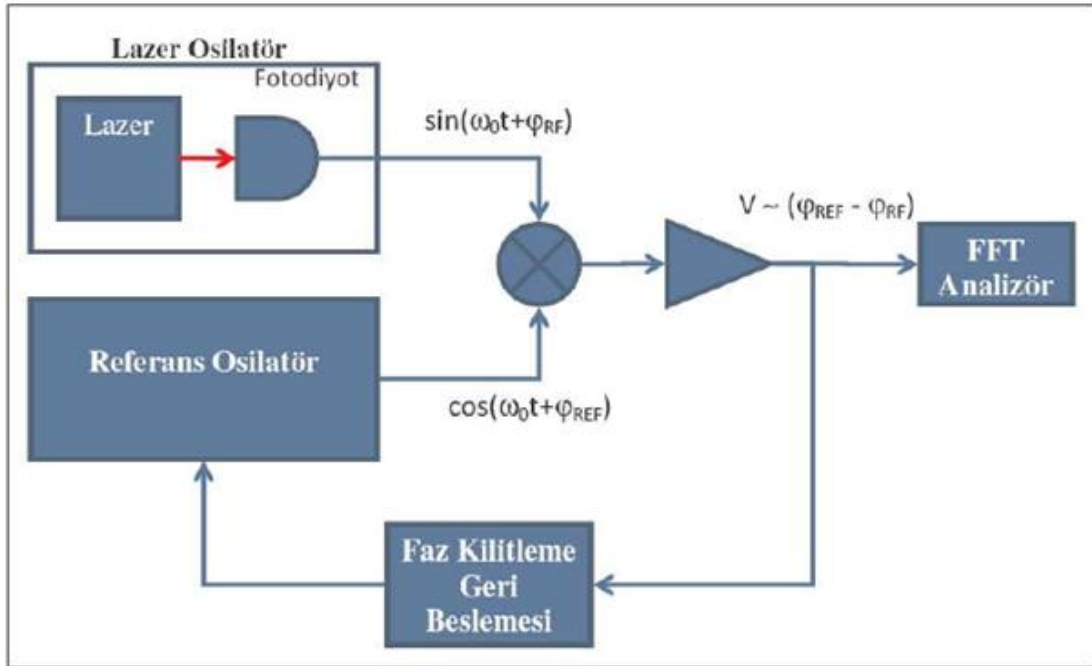 Lazer Osilatör
Fotodiyot
Lazer
sin(ω₀t+φRF)
V ~ (φREF - φRF)
FFT
Analizör
Referans Osilatör
cos(ω₀t+φREF)
Faz Kilitleme
Geri
Beslemesi